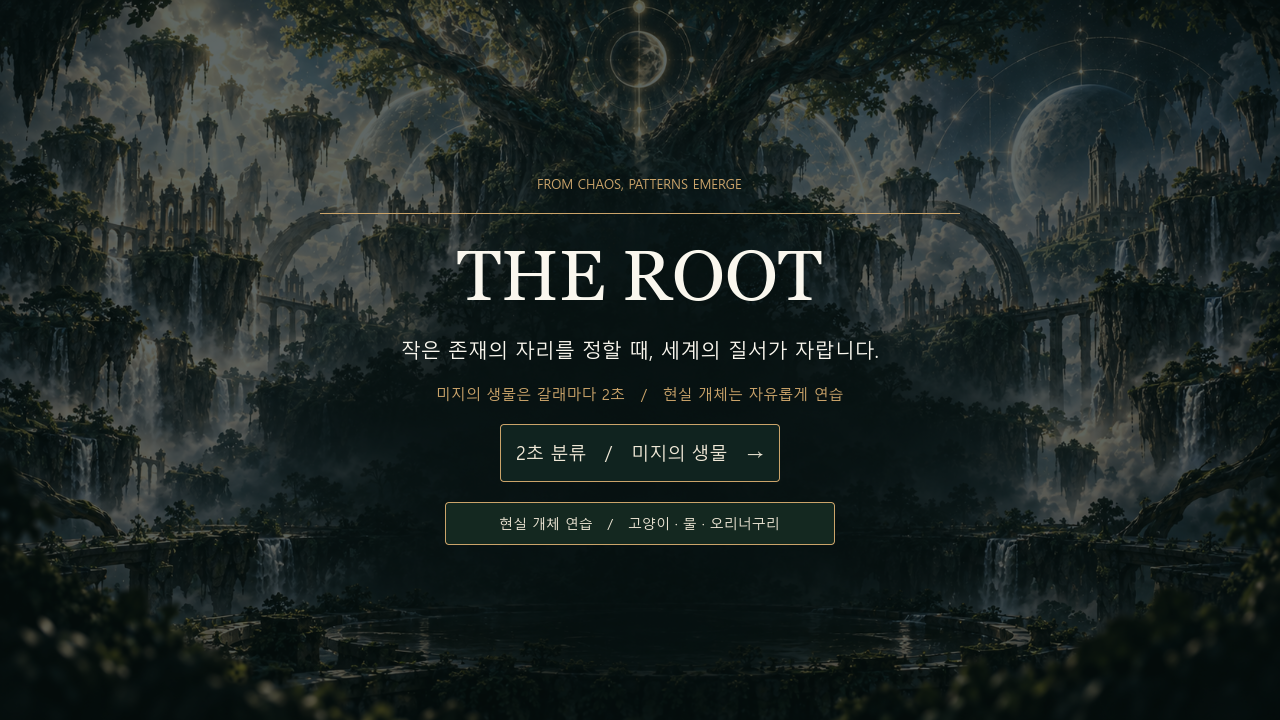 FROM CHAOS, PATTERNS EMERGE
THE ROOT
작은 존재의 자리를 정할 때, 세계의 질서가 자랍니다.
미지의 생물은 갈래마다 2초 / 현실 개체는 자유롭게 연습
2초 분류 / 미지의 생물 →
현실 개체 연습 / 고양이 · 물 · 오리너구리